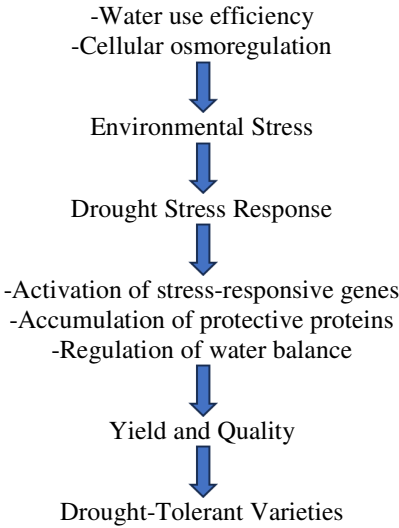 -Water use efficiency
-Cellular osmoregulation
Environmental Stress
Drought Stress Response
-Activation of stress-responsive genes
-Accumulation of protective proteins
-Regulation of water balance
Yield and Quality
Drought-Tolerant Varieties